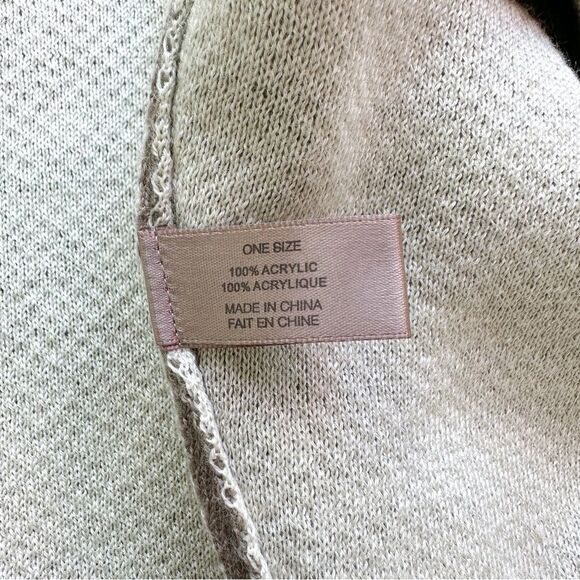 ONE SIZE
100% ACRYLIC
100% ACRYLIQUE
MADE IN CHINA
FAIT EN CHINE